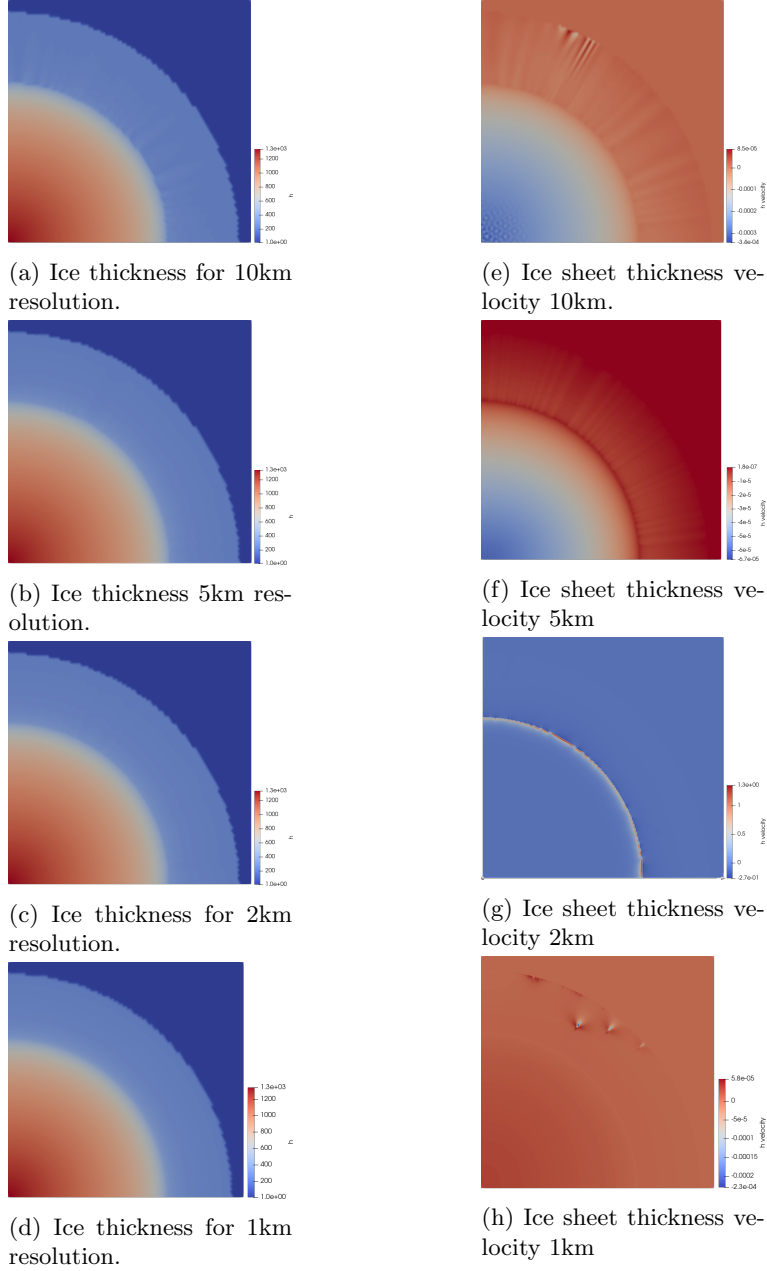 1.3e+03
1200
1000
800
600
400
200
1.0e+00
h
(a) Ice thickness for 10km
resolution.
8.5e-05
0
-0.0001
-0.0002
-0.0003
-3.4e-04
h velocity
(e) Ice sheet thickness ve-
locity 10km.
1.3e+03
1200
1000
800
600
400
200
1.0e+00
h
(b) Ice thickness 5km res-
olution.
1.8e-07
-1e-5
-2e-5
-3e-5
-4e-5
-5e-5
-6e-5
-6.7e-05
h velocity
(f) Ice sheet thickness ve-
locity 5km
1.3e+03
1200
1000
800
600
400
200
1.0e+00
h
(c) Ice thickness for 2km
resolution.
1.3e+00
1
0.5
0
-2.7e-01
h velocity
(g) Ice sheet thickness ve-
locity 2km
1.3e+03
1200
1000
800
600
400
200
1.0e+00
h
(d) Ice thickness for 1km
resolution.
5.8e-05
0
-5e-5
-0.0001
-0.00015
-0.0002
-2.3e-04
h velocity
(h) Ice sheet thickness ve-
locity 1km